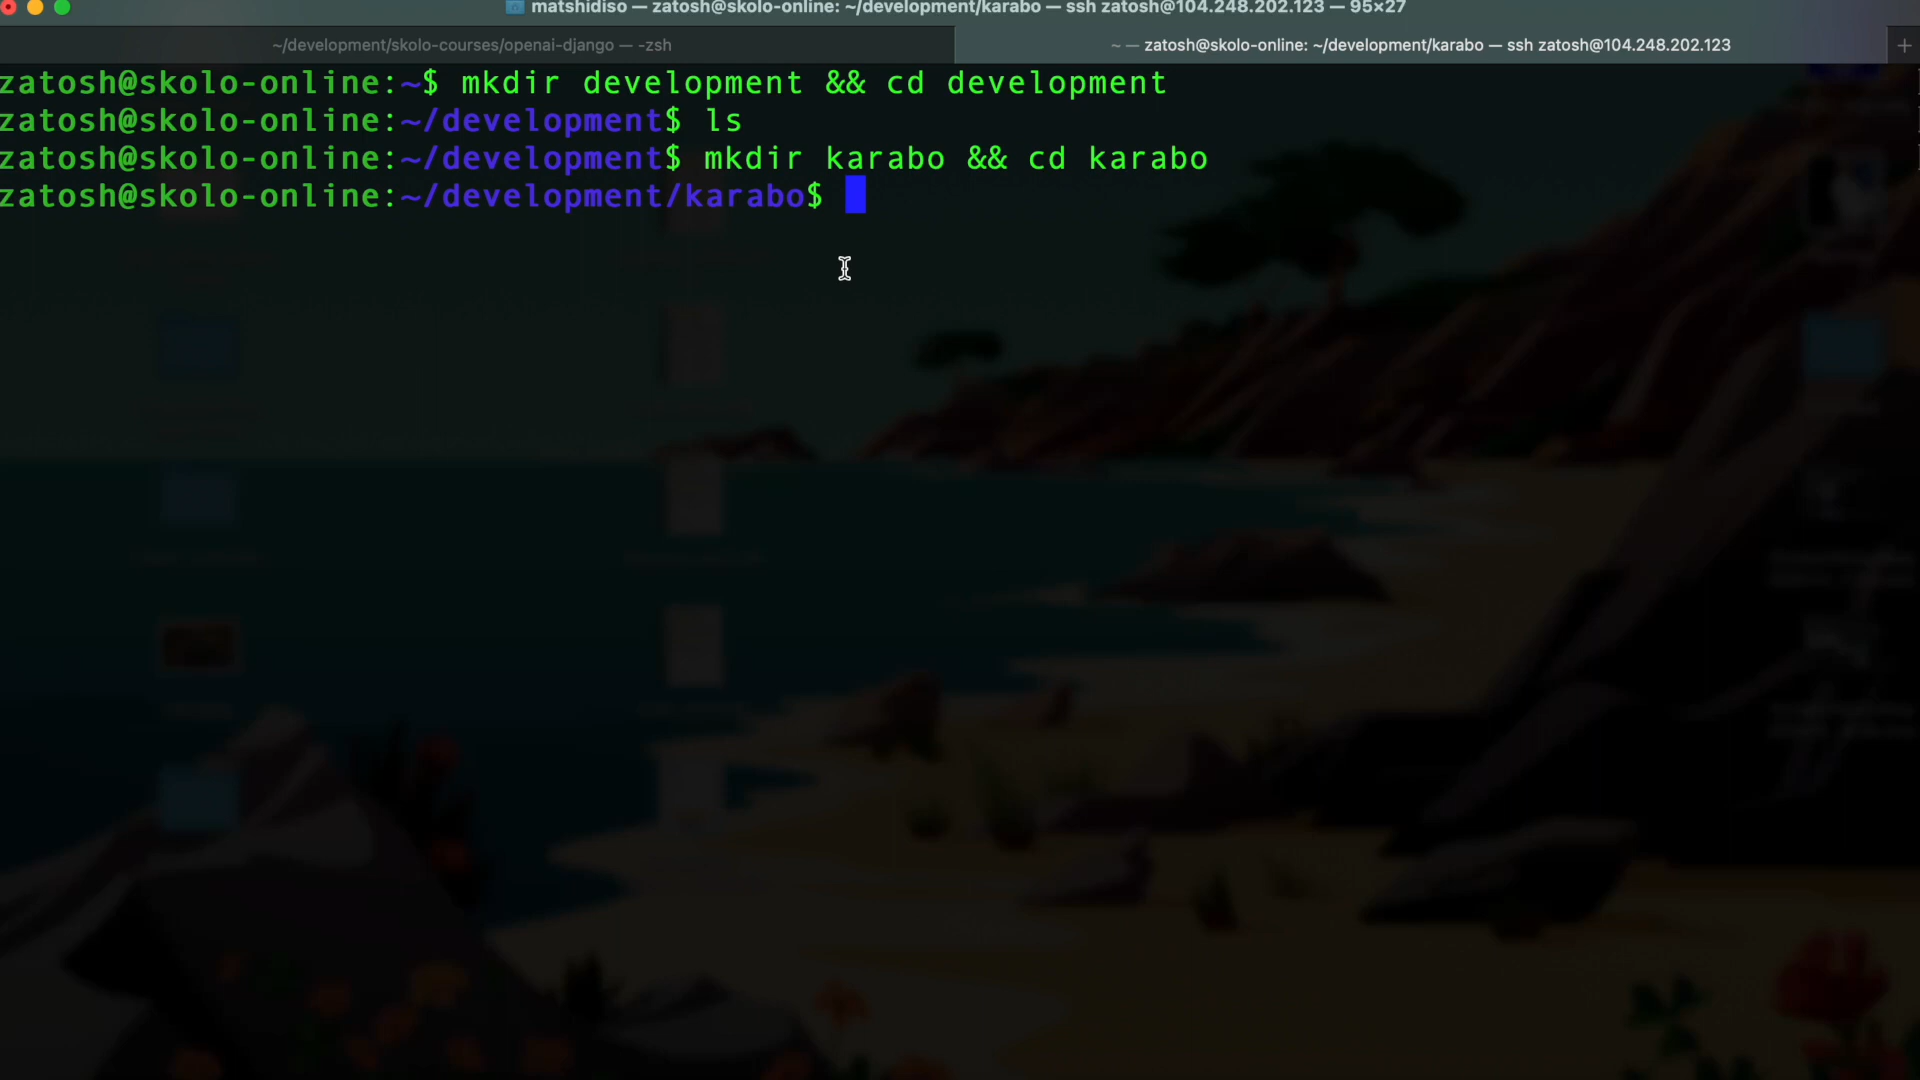 matshidiso — zatosh@skolo-online: ~/development/karabo — ssh zatosh@104.248.202.123 — 95×27
~/development/skolo-courses/openai-django — -zsh
~ — zatosh@skolo-online: ~/development/karabo — ssh zatosh@104.248.202.123
+
zatosh@skolo-online:~$ mkdir development && cd development
zatosh@skolo-online:~/development$ ls
zatosh@skolo-online:~/development$ mkdir karabo && cd karabo
zatosh@skolo-online:~/development/karabo$